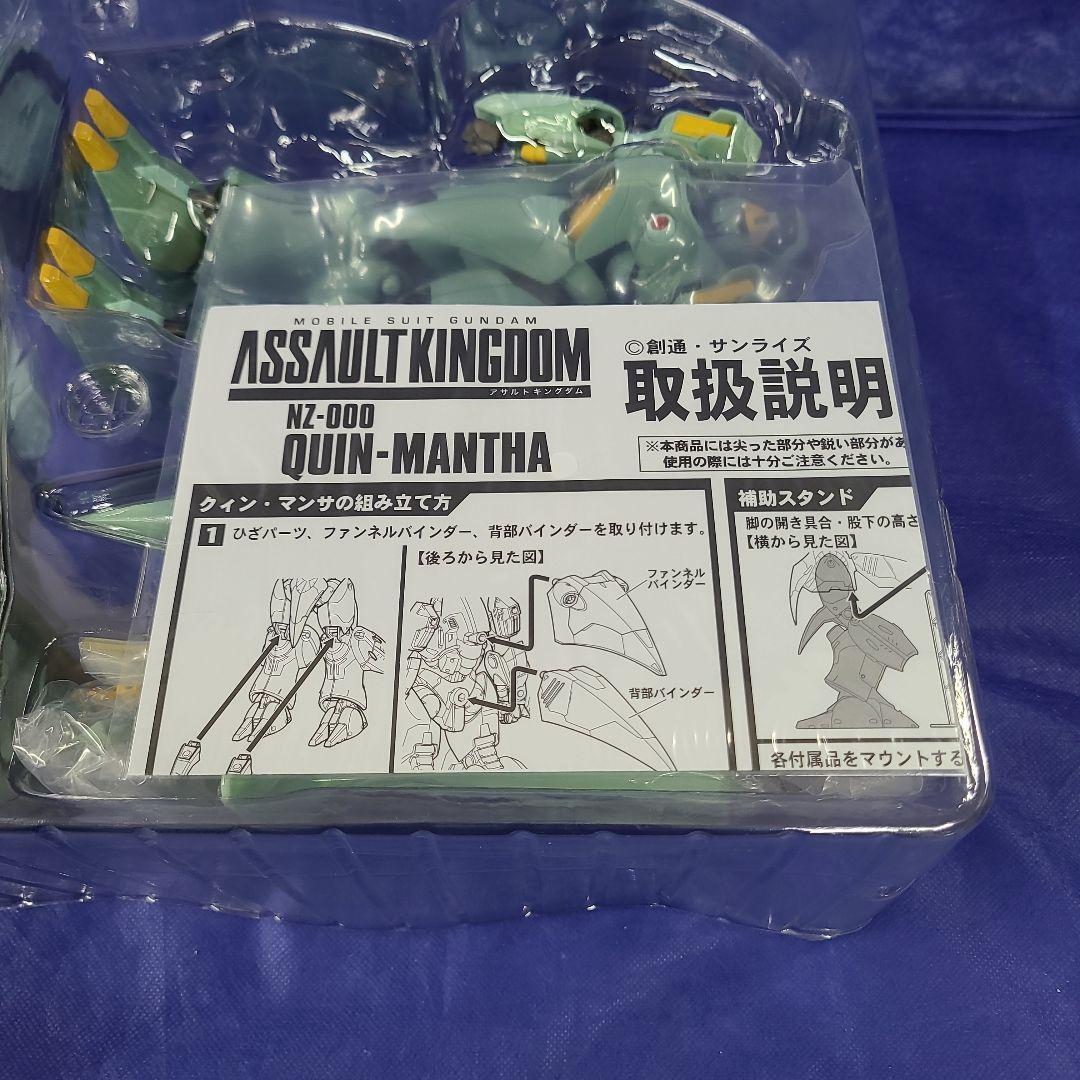 MOBILE SUIT GUNDAM
ASSAULT KINGDOM
アサルトキングダム
NZ-000
QUIN-MANTHA
©創通・サンライズ
取扱説明
※本商品には尖った部分や鋭い部分があ
使用の際には十分ご注意ください。
クィン・マンサの組み立て方
1 ひざパーツ、ファンネルバインダー、背部バインダーを取り付けます。
【後ろから見た図】
ファンネル
バインダー
背部バインダー
補助スタンド
脚の開き具合・股下の高さ
【横から見た図】
各付属品をマウントする